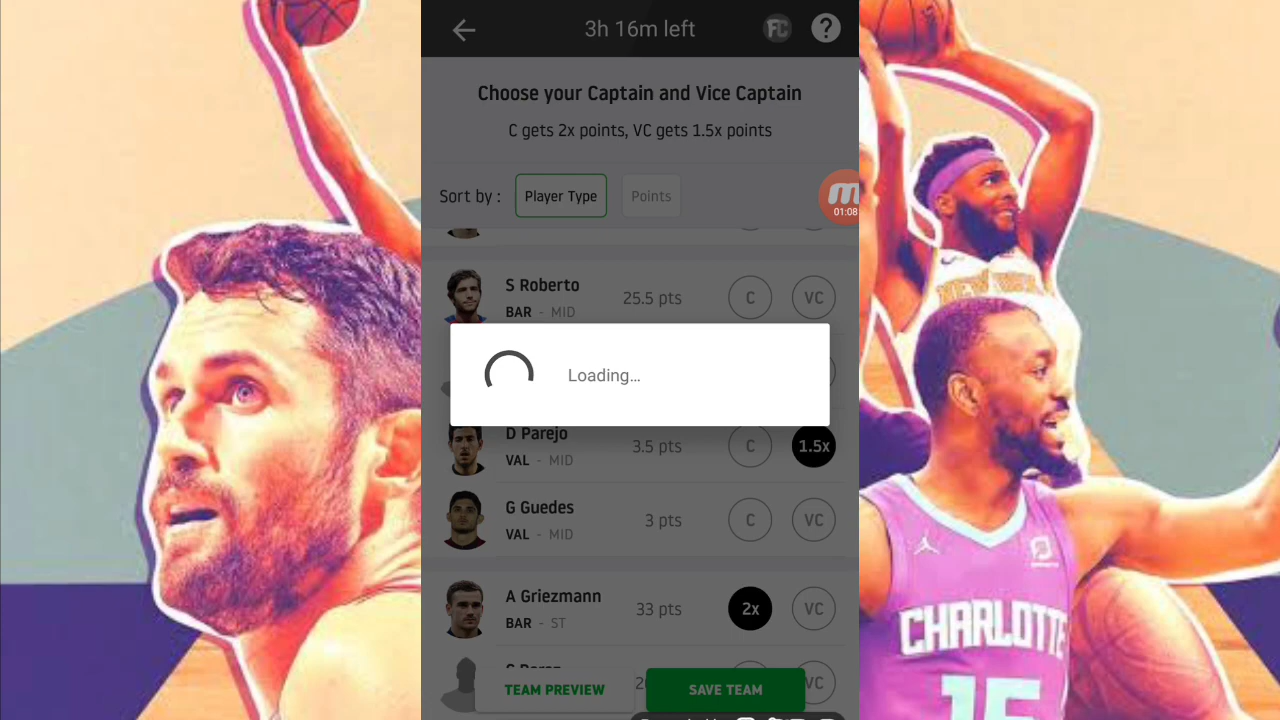 3h 16m left
FC
?
Choose your Captain and Vice Captain
C gets 2x points, VC gets 1.5x points
Sort by : Player Type Points
01:08
S Roberto
25.5 pts C VC
BAR - MID
Loading...
D Parejo
3.5 pts C 1.5x
VAL - MID
G Guedes
3 pts C VC
VAL - MID
A Griezmann
33 pts 2x VC
BAR - ST
TEAM PREVIEW SAVE TEAM VC
CHARLOTTE
15